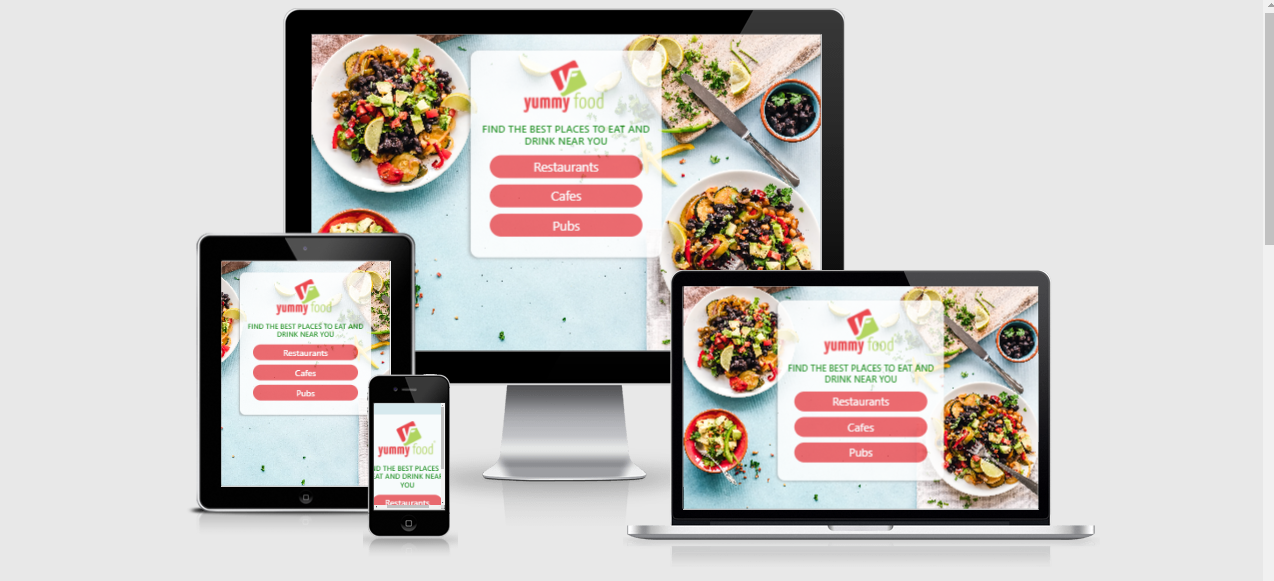 yummy food
FIND THE BEST PLACES TO EAT AND
DRINK NEAR YOU
Restaurants
Cafes
Pubs
yummy food
FIND THE BEST PLACES TO EAT AND
DRINK NEAR YOU
Restaurants
Cafes
Pubs
yummy food
ND THE BEST PLACES
EAT AND DRINK NEAR
YOU
Restaurants
yummy food
FIND THE BEST PLACES TO EAT AND
DRINK NEAR YOU
Restaurants
Cafes
Pubs